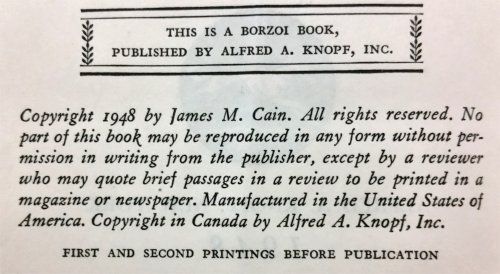 THIS IS A BORZOI BOOK,
PUBLISHED BY ALFRED A. KNOPF, INC.
Copyright 1948 by James M. Cain. All rights reserved. No
part of this book may be reproduced in any form without per-
mission in writing from the publisher, except by a reviewer
who may quote brief passages in a review to be printed in a
magazine or newspaper. Manufactured in the United States of
America. Copyright in Canada by Alfred A. Knopf, Inc.
FIRST AND SECOND PRINTINGS BEFORE PUBLICATION